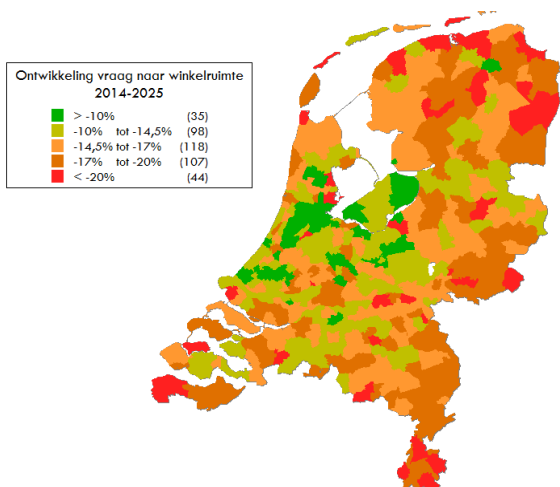 Ontwikkeling vraag naar winkelruimte
2014-2025
> -10% (35)
-10% tot -14,5% (98)
-14,5% tot -17% (118)
-17% tot -20% (107)
< -20% (44)